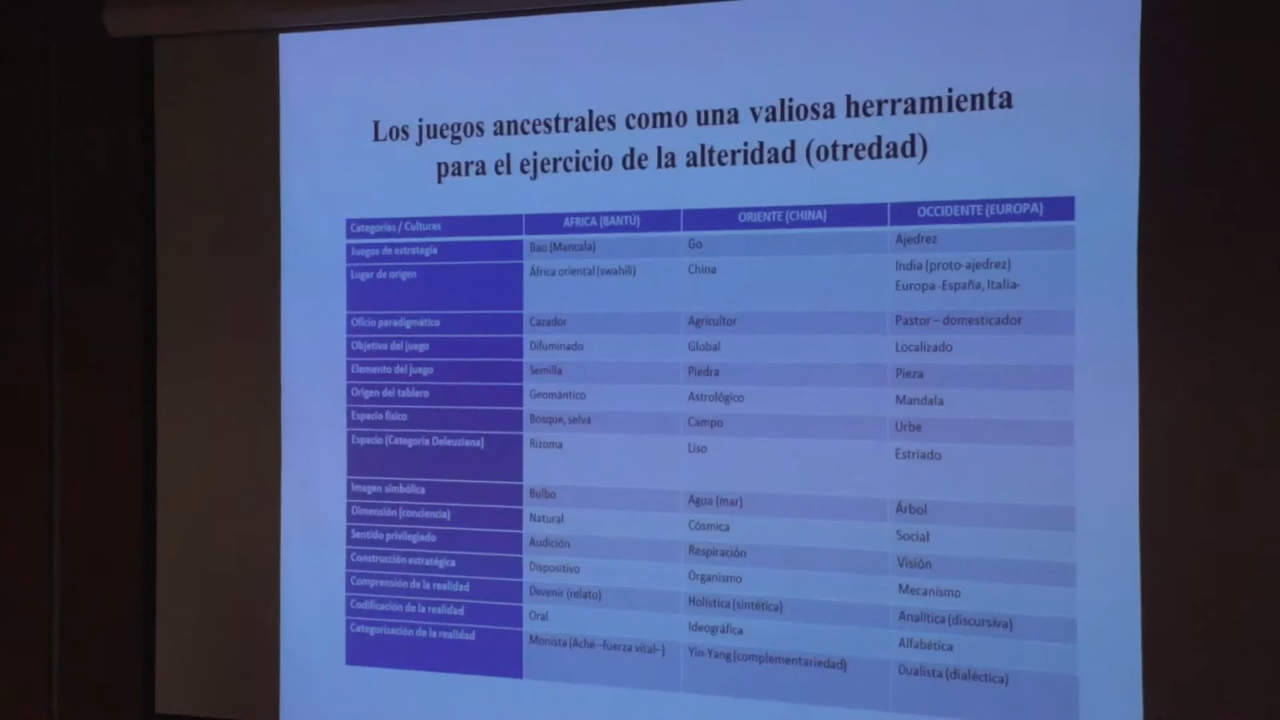 Los juegos ancestrales como una valiosa herramienta
para el ejercicio de la alteridad (otredad)
Categorías / Culturas AFRICA (BANTÚ) ORIENTE (CHINA) OCCIDENTE (EUROPA)
Juegos de estrategia Bao (Mancala) Go Ajedrez
Lugar de origen África oriental (swahili) China India (proto-ajedrez)
Europa -España, Italia-
Oficio paradigmático Cazador Agricultor Pastor – domesticador
Objetivo del juego Difuminado Global Localizado
Elemento del juego Semilla Piedra Pieza
Origen del tablero Geomántico Astrológico Mandala
Espacio físico Bosque, selva Campo Urbe
Espacio (Categoría Deleuziana) Rizoma Liso Estriado
Imagen simbólica Bulbo Agua (mar) Árbol
Dimensión (conciencia) Natural Cósmica Social
Sentido privilegiado Audición Respiración Visión
Construcción estratégica Dispositivo Organismo Mecanismo
Comprensión de la realidad Devenir (relato) Holística (sintética) Analítica (discursiva)
Codificación de la realidad Oral Ideográfica Alfabética
Categorización de la realidad Monista (Aché –fuerza vital–) Yin-Yang (complementariedad) Dualista (dialéctica)